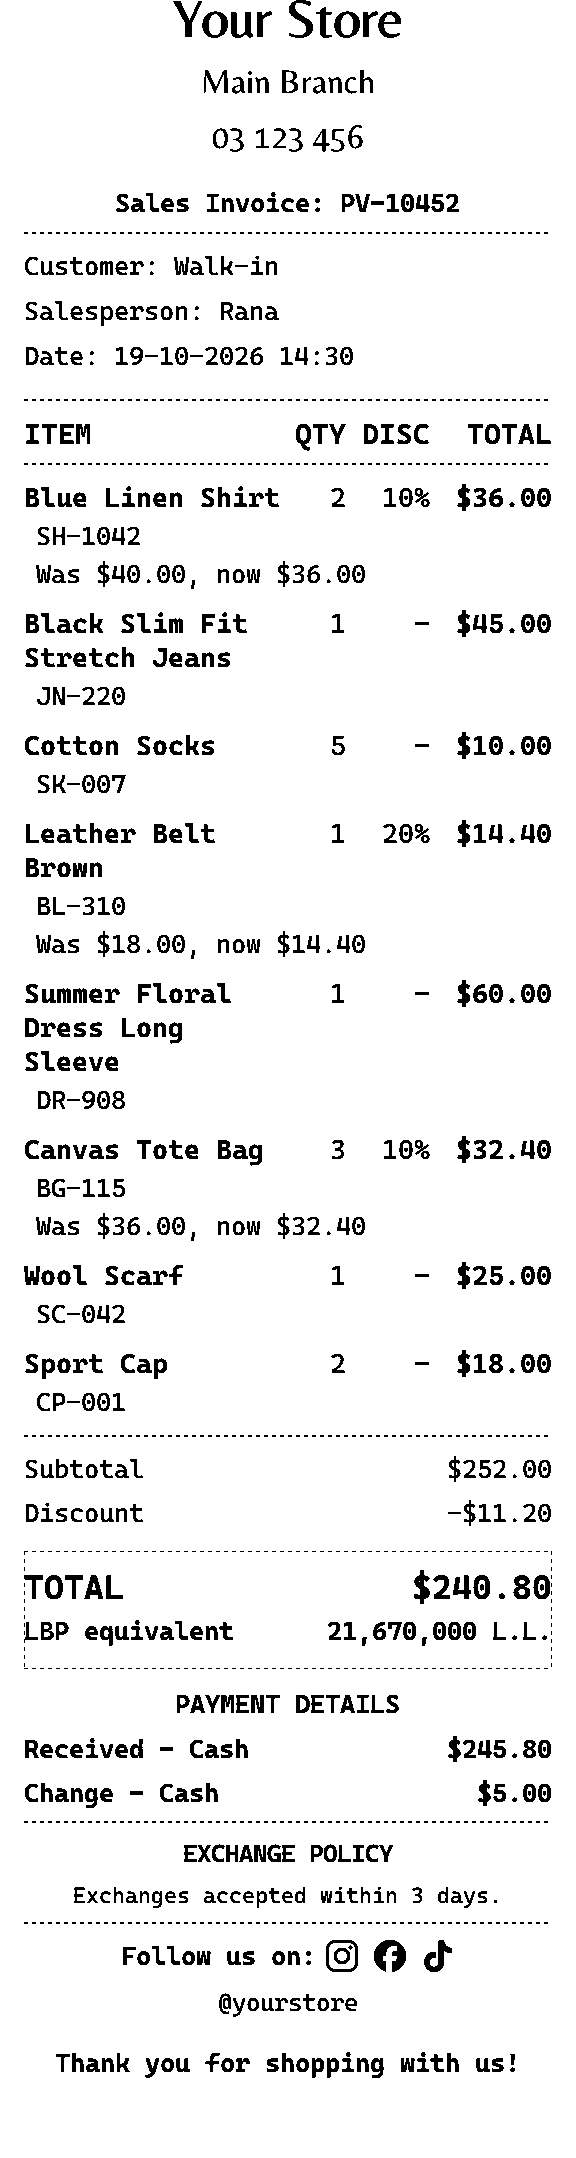 Your Store
Main Branch
03 123 456
Sales Invoice: PV-10452
Customer: Walk-in
Salesperson: Rana
Date: 19-10-2026 14:30
ITEM QTY DISC TOTAL
Blue Linen Shirt 2 10% $36.00
SH-1042
Was $40.00, now $36.00
Black Slim Fit 1 - $45.00
Stretch Jeans
JN-220
Cotton Socks 5 - $10.00
SK-007
Leather Belt 1 20% $14.40
Brown
BL-310
Was $18.00, now $14.40
Summer Floral 1 - $60.00
Dress Long
Sleeve
DR-908
Canvas Tote Bag 3 10% $32.40
BG-115
Was $36.00, now $32.40
Wool Scarf 1 - $25.00
SC-042
Sport Cap 2 - $18.00
CP-001
Subtotal $252.00
Discount -$11.20
TOTAL $240.80
LBP equivalent 21,670,000 L.L.
PAYMENT DETAILS
Received - Cash $245.80
Change - Cash $5.00
EXCHANGE POLICY
Exchanges accepted within 3 days.
Follow us on:
@yourstore
Thank you for shopping with us!